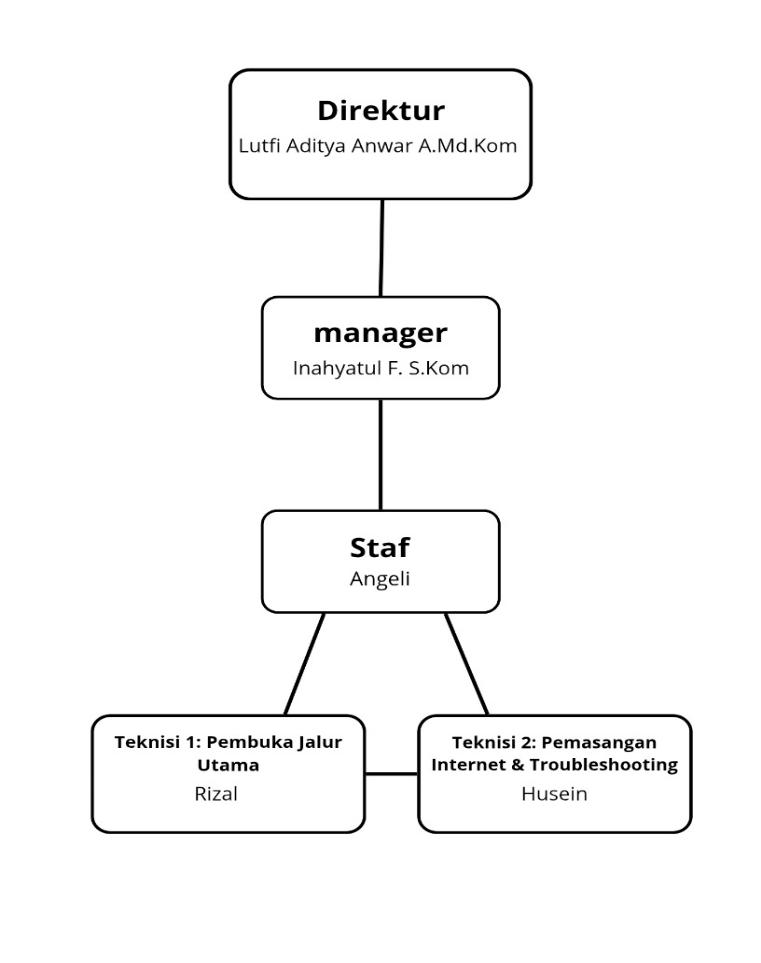 Direktur
Lutfi Aditya Anwar A.Md.Kom
manager
Inahyatul F. S.Kom
Staf
Angeli
Teknisi 1: Pembuka Jalur
Utama
Rizal
Teknisi 2: Pemasangan
Internet & Troubleshooting
Husein